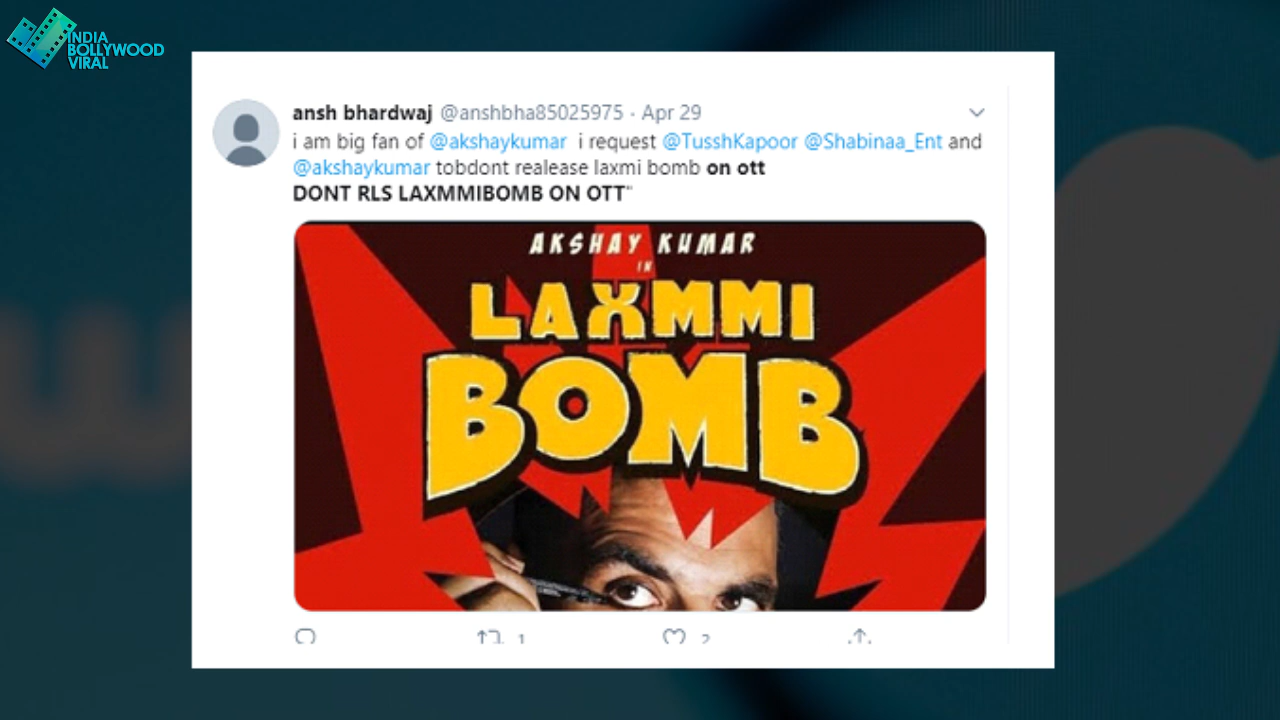 INDIA
BOLLYWOOD
VIRAL
ansh bhardwaj @anshbha85025975 · Apr 29
i am big fan of @akshaykumar i request @TusshKapoor @Shabinaa_Ent and
@akshaykumar tobdont realease laxmi bomb on ott
DONT RLS LAXMMIBOMB ON OTT"
AKSHAY KUMAR
IN
LAXMMI
BOMB
1 2